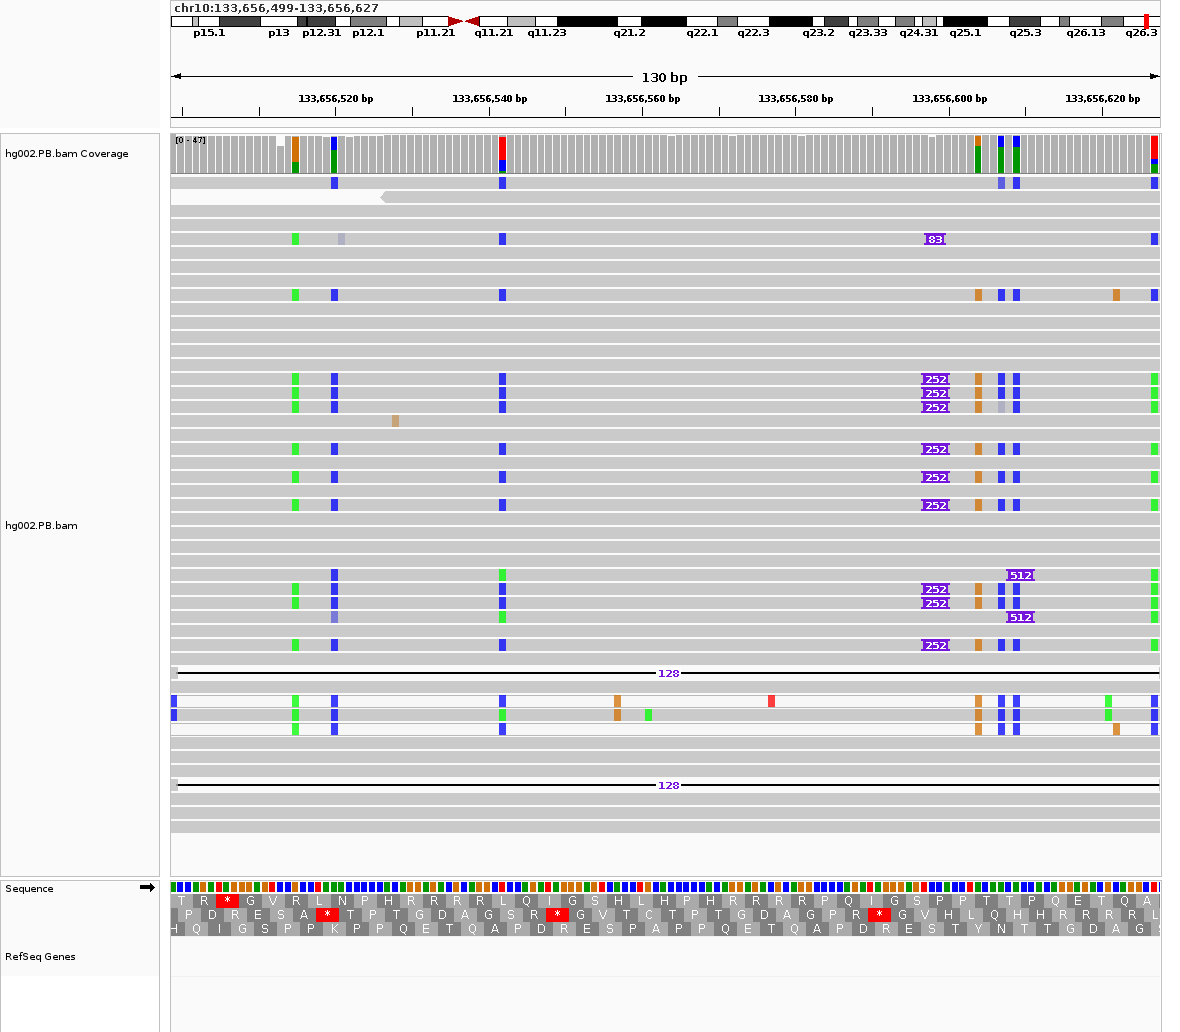 chr10:133,656,499-133,656,627
p15.1 p13 p12.31 p12.1 p11.21 q11.21 q11.23 q21.2 q22.1 q22.3 q23.2 q23.33 q24.31 q25.1 q25.3 q26.13 q26.3
130 bp
133,656,520 bp 133,656,540 bp 133,656,560 bp 133,656,580 bp 133,656,600 bp 133,656,620 bp
[0 - 47]
hg002.PB.bam Coverage
83
252
252
252
252
252
252
hg002.PB.bam
512
252
252
512
252
128
128
Sequence
T R * G V R L N P H R R R R L Q I G S H L H P H R R R R P Q I G S P P T T P Q E T Q A
P D R E S A * T P T G D A G S R * G V T C T P T G D A G P R * G V H L Q H H R R R R L
H Q I G S P P K P P Q E T Q A P D R E S P A P P Q E T Q A P D R E S T Y N T T G D A G S
RefSeq Genes